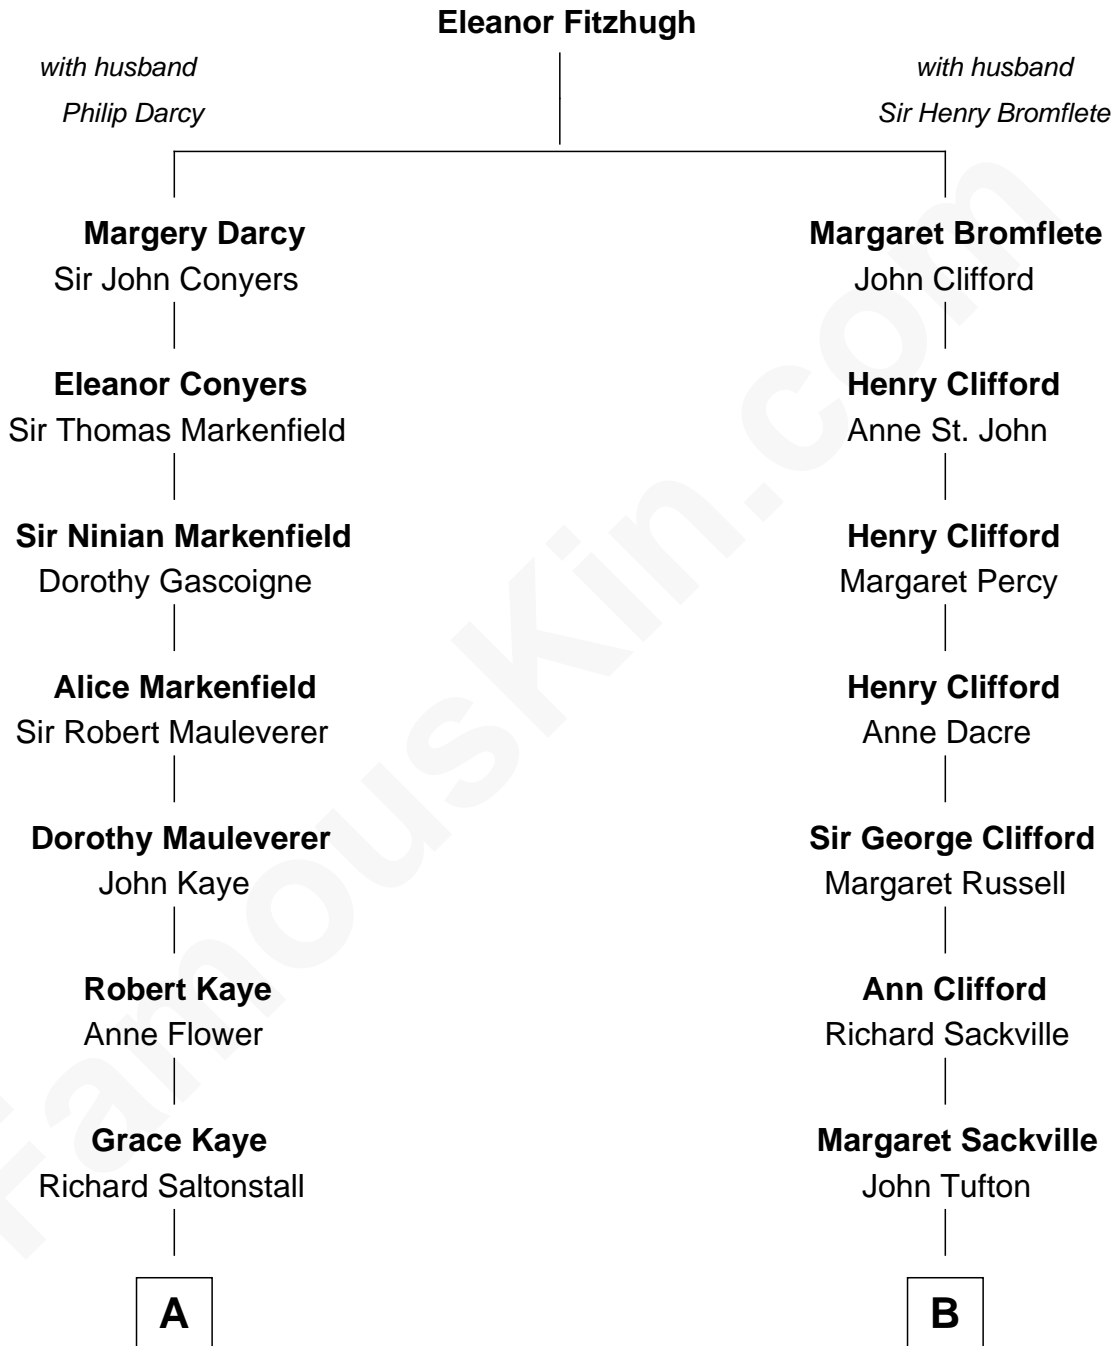 Eleanor Fitzhugh
with husband
Philip Darcy
with husband
Sir Henry Bromflete
Margery Darcy
Sir John Conyers
Margaret Bromflete
John Clifford
Eleanor Conyers
Sir Thomas Markenfield
Henry Clifford
Anne St. John
Sir Ninian Markenfield
Dorothy Gascoigne
Henry Clifford
Margaret Percy
Alice Markenfield
Sir Robert Mauleverer
Henry Clifford
Anne Dacre
Dorothy Mauleverer
John Kaye
Sir George Clifford
Margaret Russell
Robert Kaye
Anne Flower
Ann Clifford
Richard Sackville
Grace Kaye
Richard Saltonstall
Margaret Sackville
John Tufton
A
B
FamousKin.com